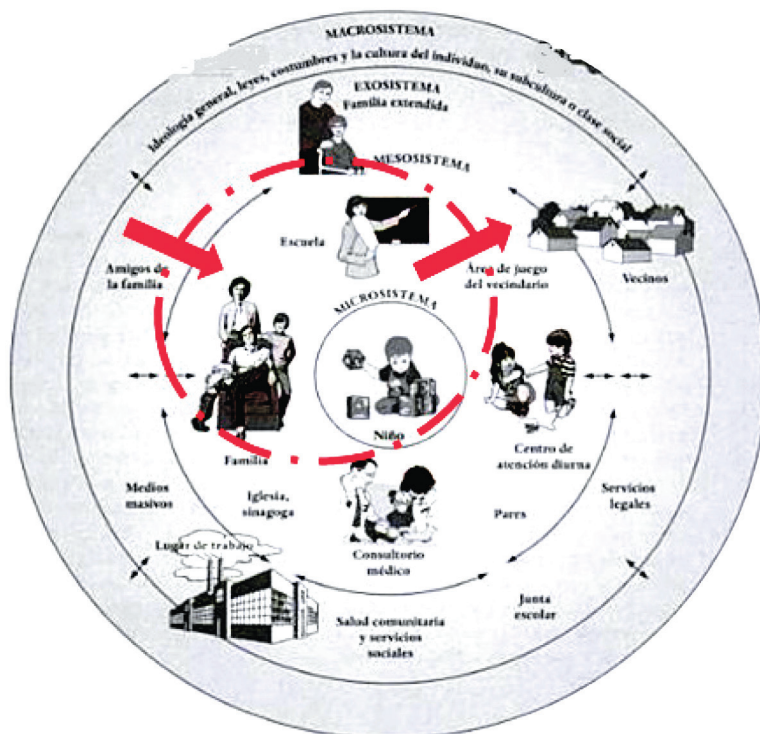 MACROSISTEMA
Ideología general, leyes, costumbres y la cultura del individuo, su subcultura o clase social
EXOSISTEMA
Familia extendida
MESOSISTEMA
Escuela
Amigos de
la familia
Área de juego
del vecindario
Vecinos
MICROSISTEMA
Niño
Familia
Centro de
atención diurna
Medios
masivos
Iglesia,
sinagoga
Pares
Servicios
legales
Lugar de trabajo
Consultorio
médico
Junta
escolar
Salud comunitaria
y servicios
sociales